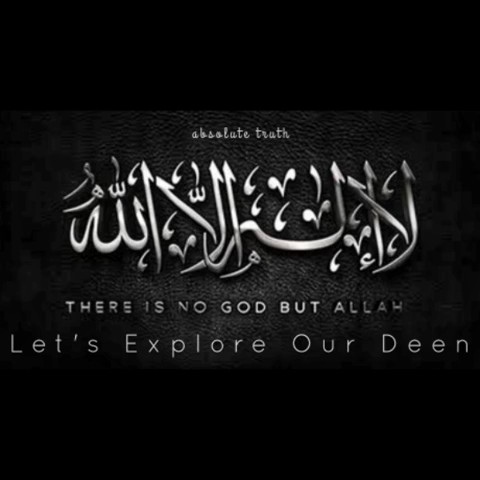 absolute truth
لا إله إلا الله
THERE IS NO GOD BUT ALLAH
Let's Explore Our Deen